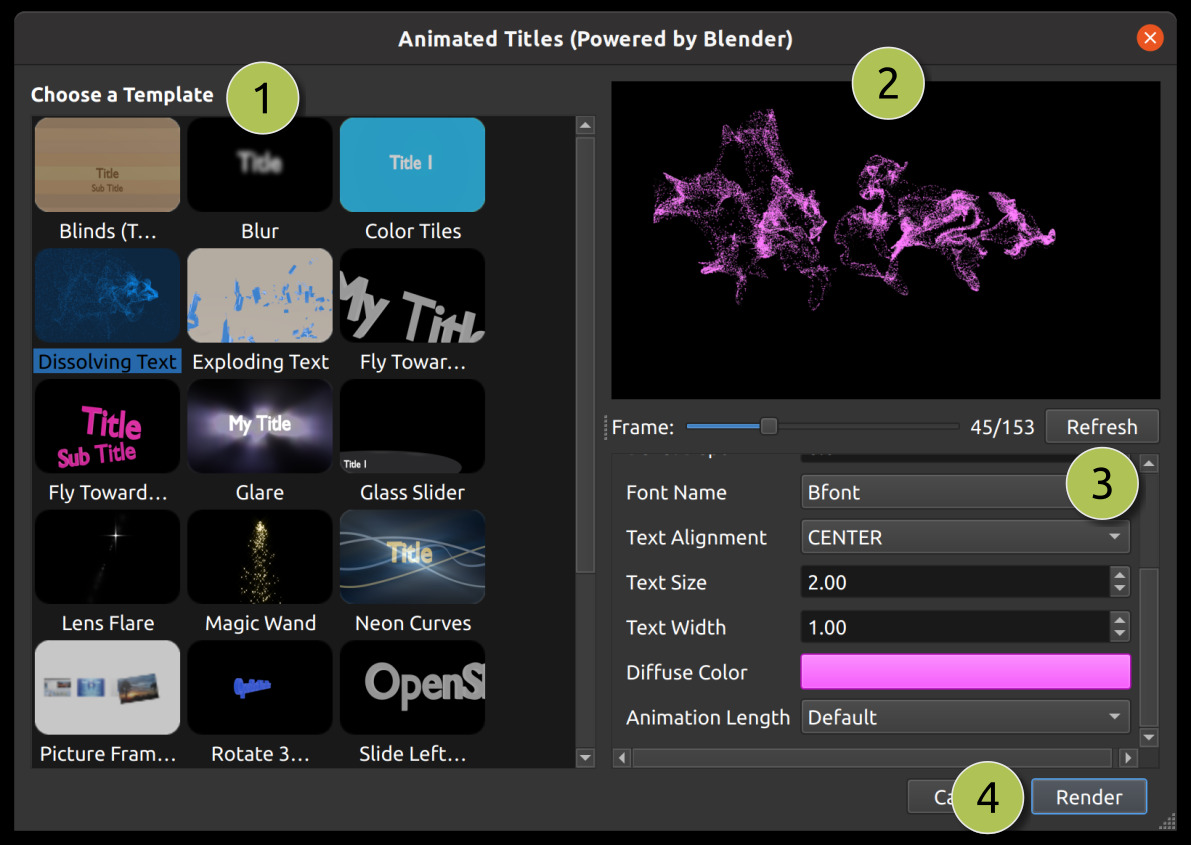 Animated Titles (Powered by Blender)
Choose a Template
1
2
Title
Sub Title
Title
Title 1
Blinds (T...
Blur
Color Tiles
My Title
Dissolving Text
Exploding Text
Fly Towar...
Title
Sub Title
My Title
Title 1
Fly Toward...
Glare
Glass Slider
Title
Lens Flare
Magic Wand
Neon Curves
OpenS
Picture Fram...
Rotate 3...
Slide Left...
Frame:
45/153
Refresh
3
Font Name
Bfont
Text Alignment
CENTER
Text Size
2.00
Text Width
1.00
Diffuse Color
Animation Length
Default
Ca
4
Render